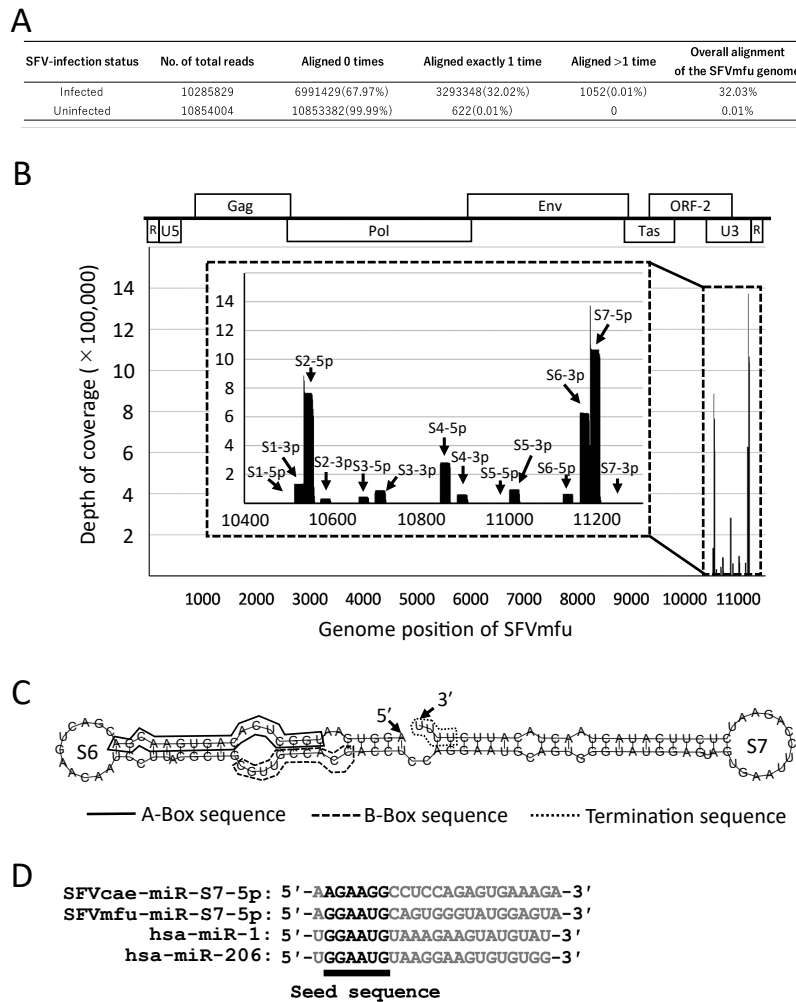 A
SFV-infection status No. of total reads Aligned 0 times Aligned exactly 1 time Aligned >1 time Overall alignment of the SFVmfu genome
Infected 10285829 6991429(67.97%) 3293348(32.02%) 1052(0.01%) 32.03%
Uninfected 10854004 10853382(99.99%) 622(0.01%) 0 0.01%
B
Gag Env ORF-2
R U5 Pol Tas U3 R
Depth of coverage (×100,000)
14
12
10
8
6
4
2
14
12
10
8
6
4
2
S1-5p
S1-3p
S2-5p
S2-3p
S3-5p
S3-3p
S4-5p
S4-3p
S5-5p
S5-3p
S6-5p
S6-3p
S7-5p
S7-3p
10400 10600 10800 11000 11200
1000 2000 3000 4000 5000 6000 7000 8000 9000 10000 11000
Genome position of SFVmfu
C
5′ 3′
S6 S7
A-Box sequence B-Box sequence Termination sequence
D
SFVcae-miR-S7-5p: 5′-AAGAAGGCCUCCAGAGUGAAAGA-3′
SFVmfu-miR-S7-5p: 5′-AGGAAUGCAGUGGGUAUGGAGUA-3′
hsa-miR-1: 5′-UGGAAUGUAAAGAAGUAUGUAU-3′
hsa-miR-206: 5′-UGGAAUGUAAGGAAGUGUGUGG-3′
Seed sequence